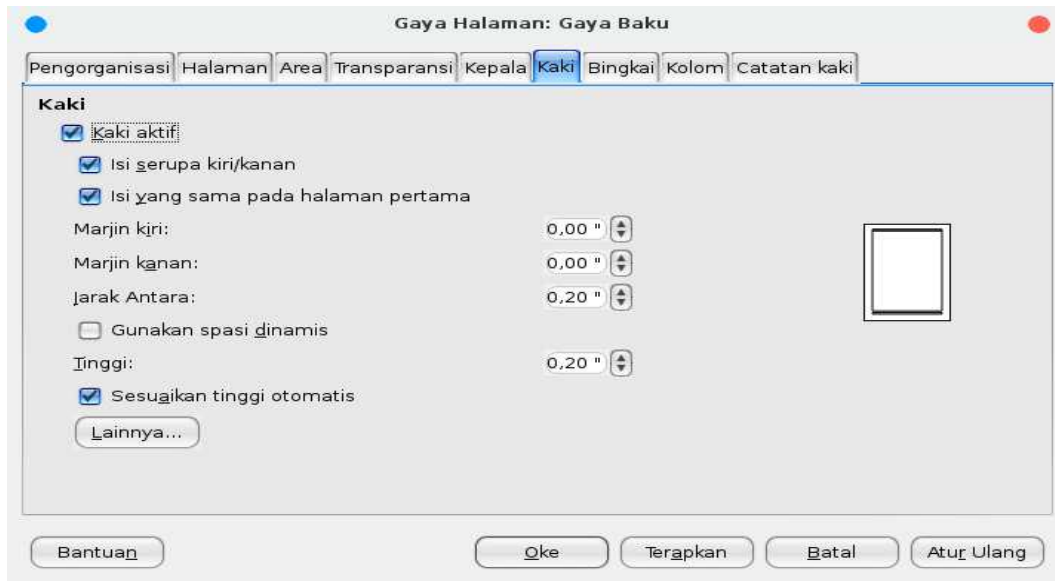 Gaya Halaman: Gaya Baku
Pengorganisasi Halaman Area Transparansi Kepala Kaki Bingkai Kolom Catatan kaki
Kaki
Kaki aktif
Isi serupa kiri/kanan
Isi yang sama pada halaman pertama
Marjin kiri: 0,00 "
Marjin kanan: 0,00 "
Jarak Antara: 0,20 "
Gunakan spasi dinamis
Tinggi: 0,20 "
Sesuaikan tinggi otomatis
Lainnya...
Bantuan Oke Terapkan Batal Atur Ulang